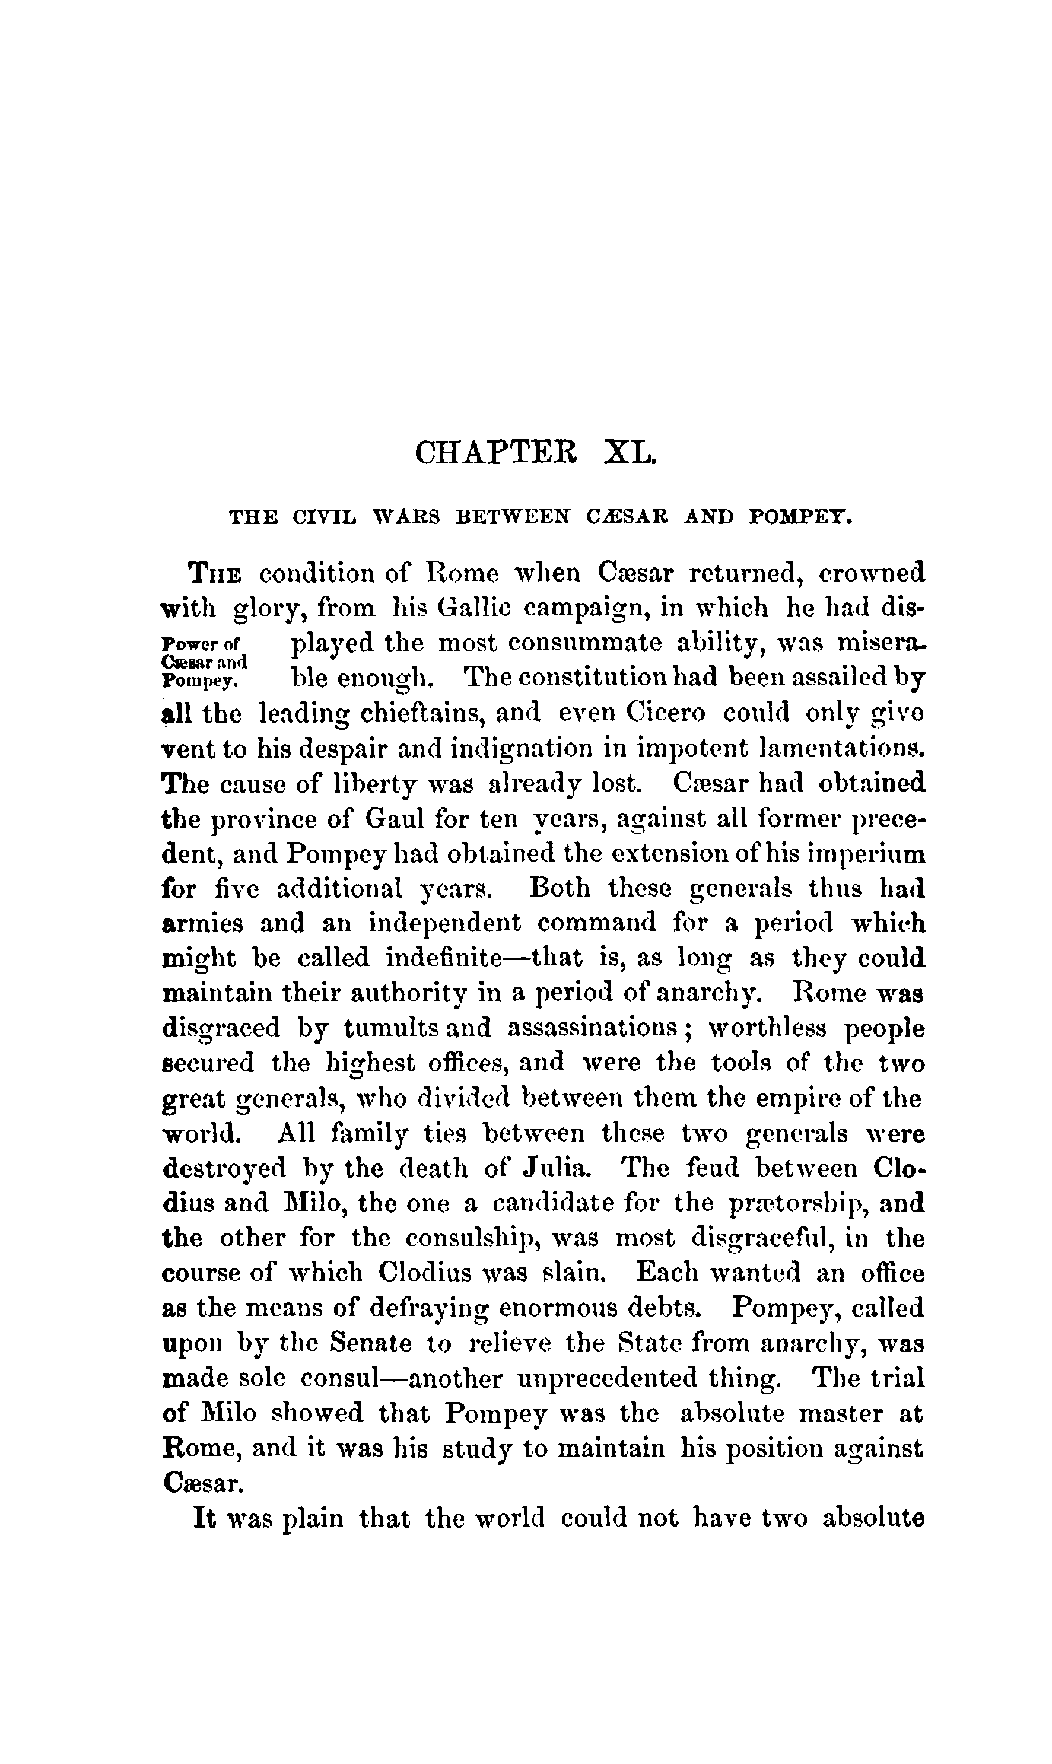 CHAPTER XL.
THE CIVIL WARS BETWEEN CÆSAR AND POMPEY.
THE condition of Rome when Cæsar returned, crowned
with glory, from his Gallic campaign, in which he had dis-
Power of
Cæsar and
Pompey.
played the most consummate ability, was misera-
ble enough. The constitution had been assailed by
all the leading chieftains, and even Cicero could only give
vent to his despair and indignation in impotent lamentations.
The cause of liberty was already lost. Cæsar had obtained
the province of Gaul for ten years, against all former prece-
dent, and Pompey had obtained the extension of his imperium
for five additional years. Both these generals thus had
armies and an independent command for a period which
might be called indefinite—that is, as long as they could
maintain their authority in a period of anarchy. Rome was
disgraced by tumults and assassinations; worthless people
secured the highest offices, and were the tools of the two
great generals, who divided between them the empire of the
world. All family ties between these two generals were
destroyed by the death of Julia. The feud between Clo-
dius and Milo, the one a candidate for the prætorship, and
the other for the consulship, was most disgraceful, in the
course of which Clodius was slain. Each wanted an office
as the means of defraying enormous debts. Pompey, called
upon by the Senate to relieve the State from anarchy, was
made sole consul—another unprecedented thing. The trial
of Milo showed that Pompey was the absolute master at
Rome, and it was his study to maintain his position against
Cæsar.
It was plain that the world could not have two absolute